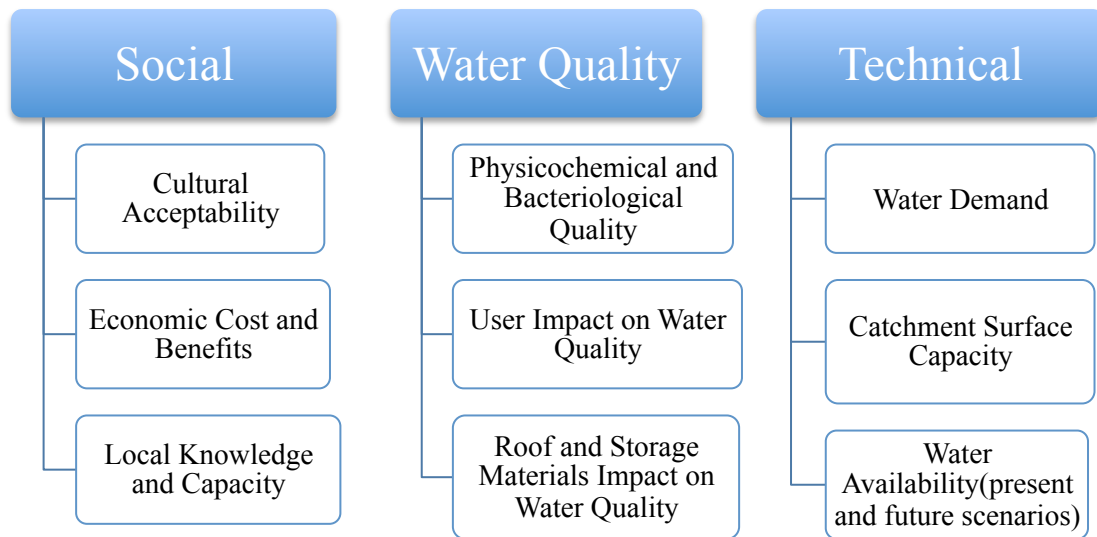 Social
Cultural
Acceptability
Economic Cost and
Benefits
Local Knowledge
and Capacity
Water Quality
Physicochemical and
Bacteriological
Quality
User Impact on Water
Quality
Roof and Storage
Materials Impact on
Water Quality
Technical
Water Demand
Catchment Surface
Capacity
Water
Availability(present
and future scenarios)